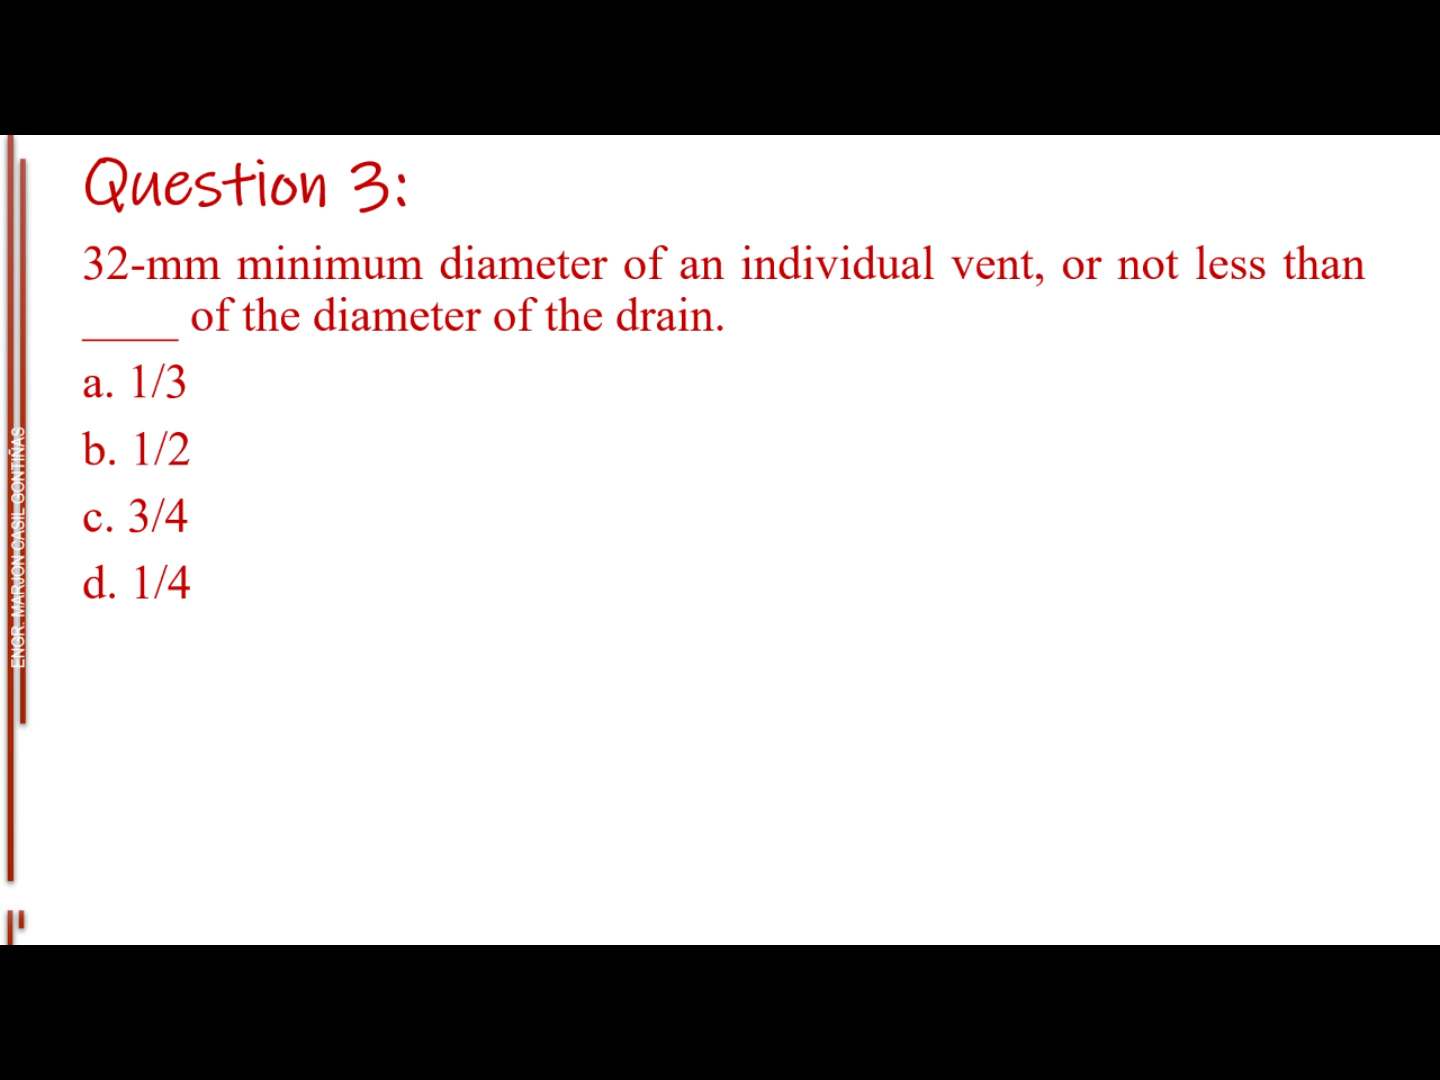 Question 3:
32-mm minimum diameter of an individual vent, or not less than
____ of the diameter of the drain.
a. 1/3
b. 1/2
c. 3/4
d. 1/4
ENGR. MARJON CASIL GONTIÑAS